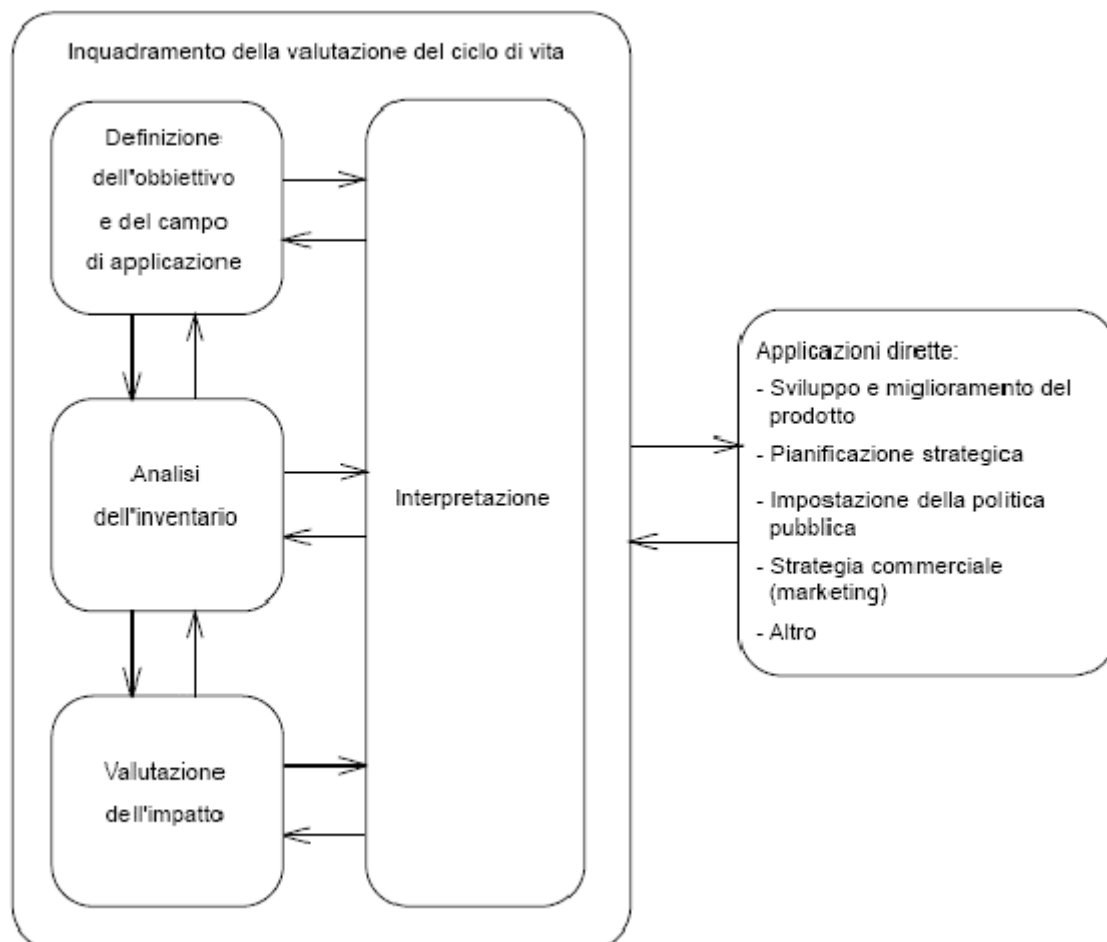 Inquadramento della valutazione del ciclo di vita
Definizione
dell"obbiettivo
e del campo
di applicazione
Analisi
dell"inventario
Valutazione
dell'impatto
Interpretazione
Applicazioni dirette:
- Sviluppo e miglioramento del
prodotto
- Pianificazione strategica
- Impostazione della politica
pubblica
- Strategia commerciale
(marketing)
- Altro